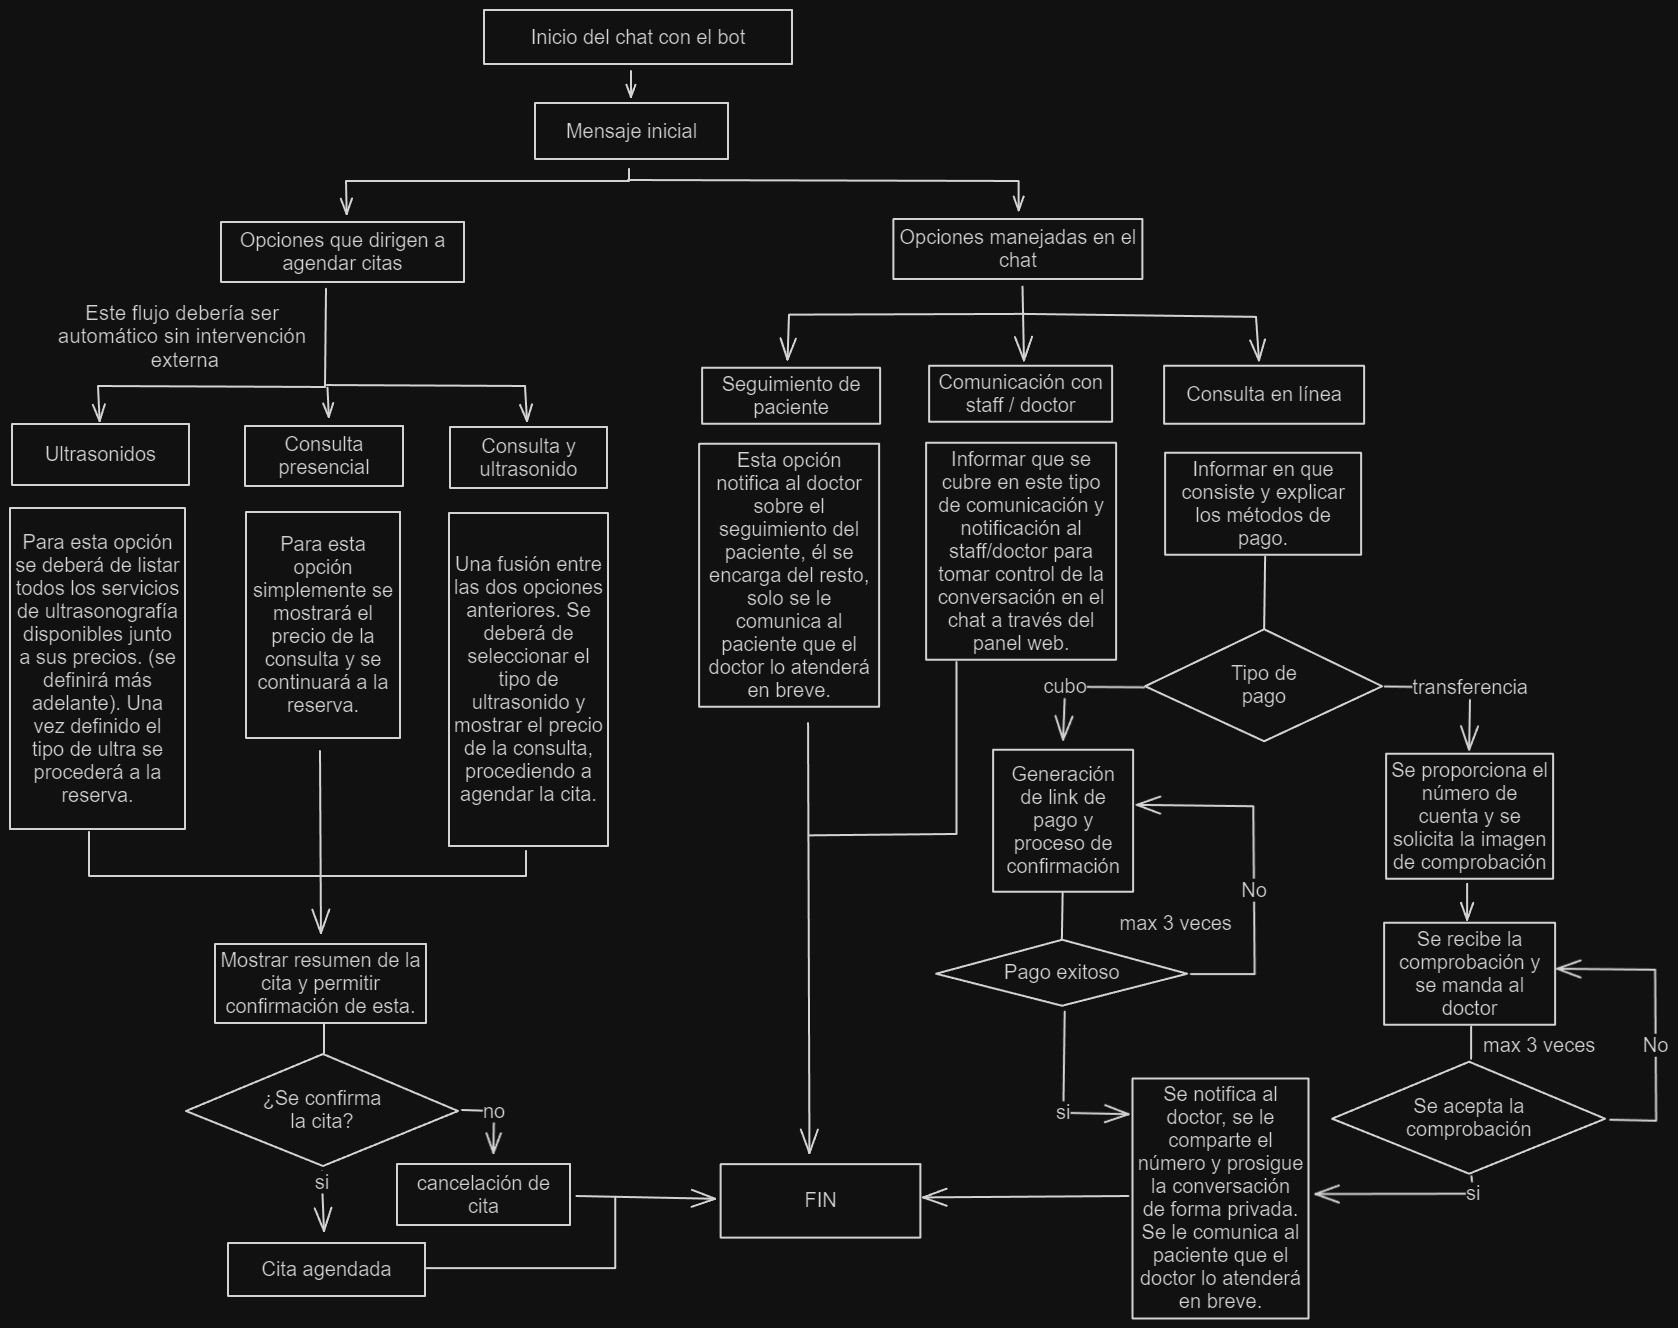 Inicio del chat con el bot
Mensaje inicial
Opciones que dirigen a
agendar citas
Opciones manejadas en el
chat
Este flujo debería ser
automático sin intervención
externa
Ultrasonidos
Consulta
presencial
Consulta y
ultrasonido
Seguimiento de
paciente
Comunicación con
staff / doctor
Consulta en línea
Para esta opción
se deberá de listar
todos los servicios
de ultrasonografía
disponibles junto
a sus precios. (se
definirá más
adelante). Una
vez definido el
tipo de ultra se
procederá a la
reserva.
Para esta
opción
simplemente se
mostrará el
precio de la
consulta y se
continuará a la
reserva.
Una fusión entre
las dos opciones
anteriores. Se
deberá de
seleccionar el
tipo de
ultrasonido y
mostrar el precio
de la consulta,
procediendo a
agendar la cita.
Esta opción
notifica al doctor
sobre el
seguimiento del
paciente, él se
encarga del resto,
solo se le
comunica al
paciente que el
doctor lo atenderá
en breve.
Informar que se
cubre en este tipo
de comunicación y
notificación al
staff/doctor para
tomar control de la
conversación en el
chat a través del
panel web.
Informar en que
consiste y explicar
los métodos de
pago.
Tipo de
pago
cubo
transferencia
Generación
de link de
pago y
proceso de
confirmación
Se proporciona el
número de
cuenta y se
solicita la imagen
de comprobación
No
max 3 veces
Pago exitoso
Se recibe la
comprobación y
se manda al
doctor
max 3 veces
No
Se acepta la
comprobación
si
si
Se notifica al
doctor, se le
comparte el
número y prosigue
la conversación
de forma privada.
Se le comunica al
paciente que el
doctor lo atenderá
en breve.
Mostrar resumen de la
cita y permitir
confirmación de esta.
¿Se confirma
la cita?
no
si
cancelación de
cita
Cita agendada
FIN